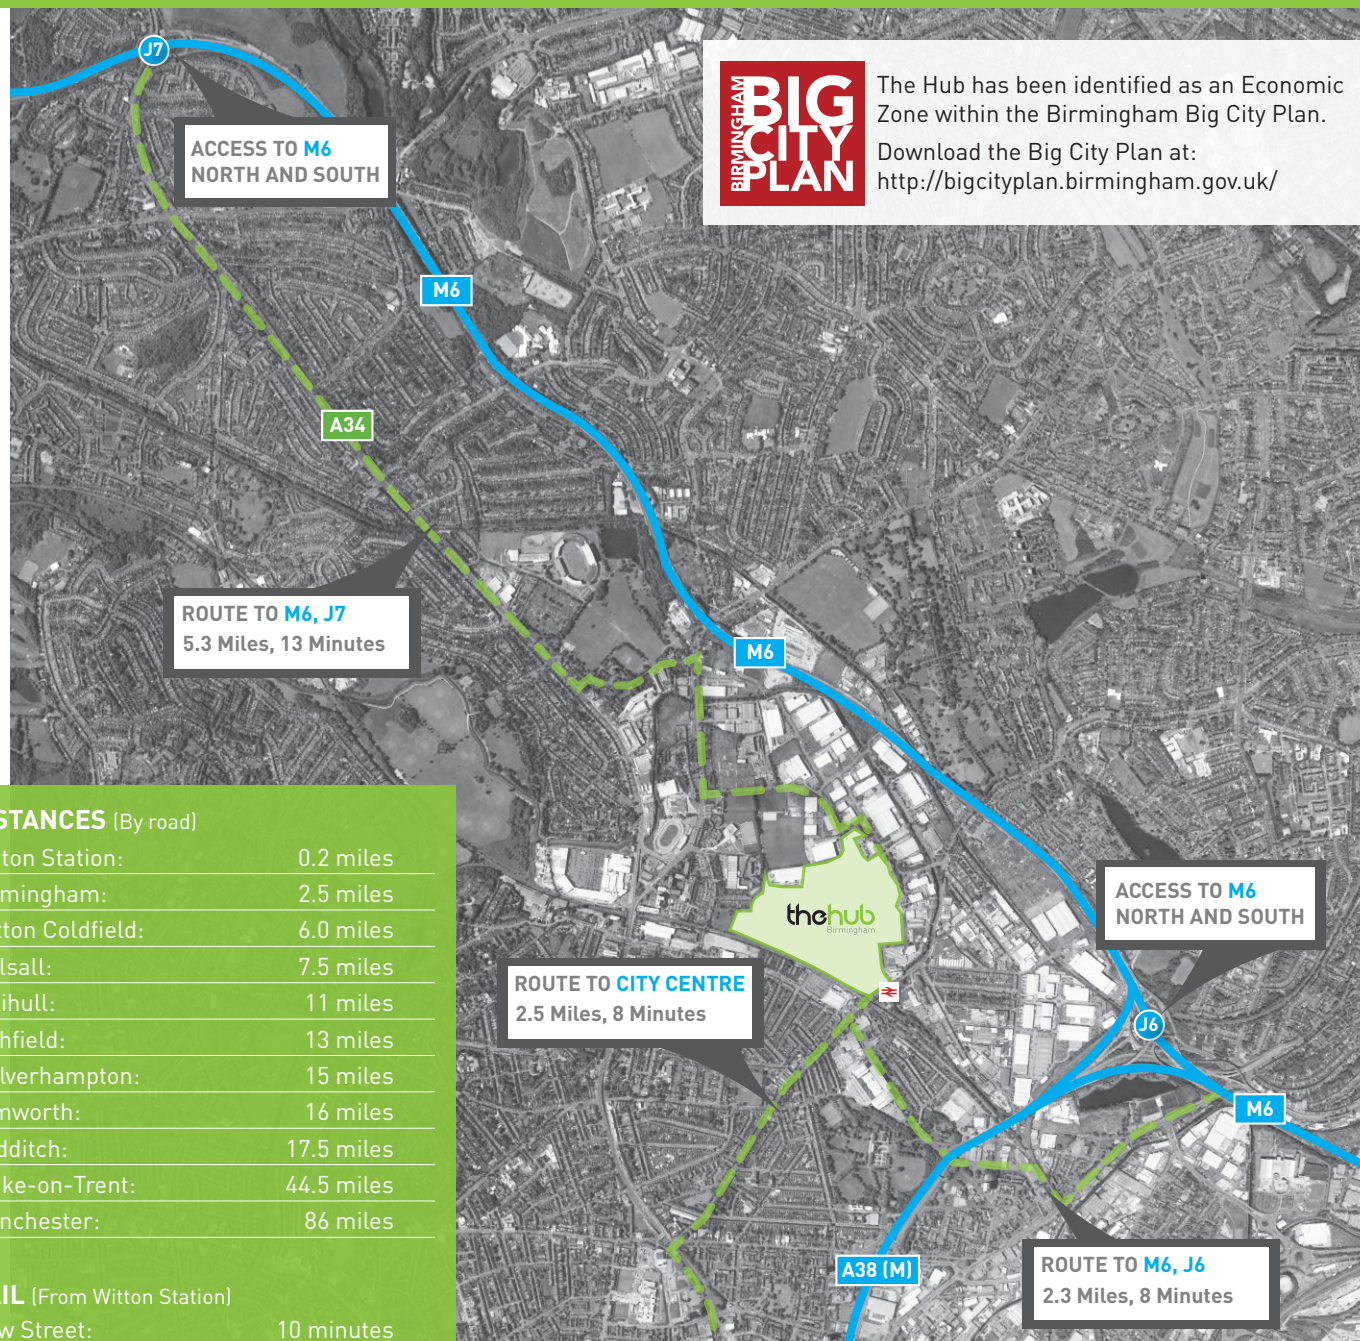 J7
ACCESS TO M6
NORTH AND SOUTH
BIRMINGHAM
BIG
CITY
PLAN
The Hub has been identified as an Economic
Zone within the Birmingham Big City Plan.
Download the Big City Plan at:
http://bigcityplan.birmingham.gov.uk/
M6
A34
ROUTE TO M6, J7
5.3 Miles, 13 Minutes
M6
STANCES (By road)
ton Station: 0.2 miles
mingham: 2.5 miles
tton Coldfield: 6.0 miles
lsall: 7.5 miles
ihull: 11 miles
hfield: 13 miles
lverhampton: 15 miles
mworth: 16 miles
dditch: 17.5 miles
ke-on-Trent: 44.5 miles
nchester: 86 miles
AIL (From Witton Station)
w Street: 10 minutes
thehub
Birmingham
ACCESS TO M6
NORTH AND SOUTH
ROUTE TO CITY CENTRE
2.5 Miles, 8 Minutes
J6
M6
A38 (M)
ROUTE TO M6, J6
2.3 Miles, 8 Minutes